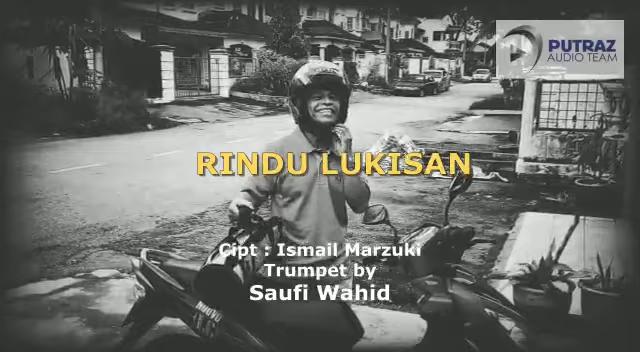 PUTRAZ
AUDIO TEAM
RINDU LUKISAN
Cipt : Ismail Marzuki
Trumpet by
Saufi Wahid